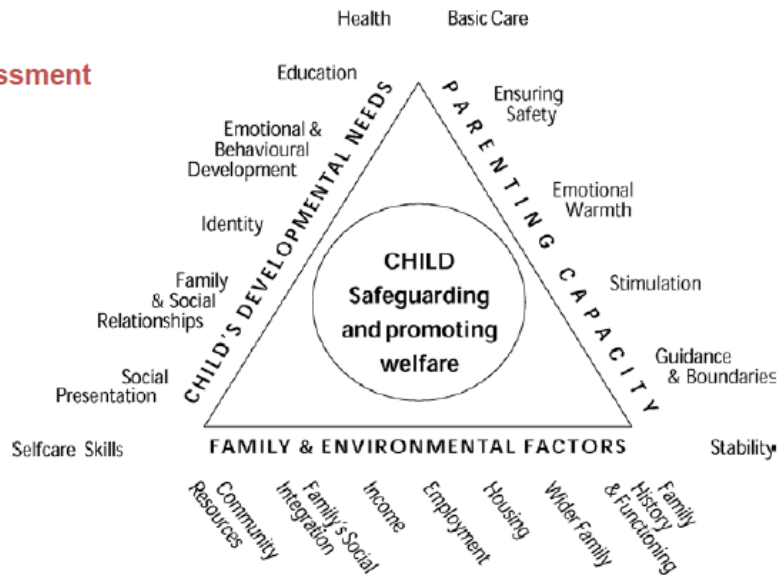 Health
Basic Care
ssment
Education
Ensuring
Safety
Emotional &
Behavioural
Development
Emotional
Warmth
Identity
Stimulation
Family
& Social
Relationships
Guidance
& Boundaries
Social
Presentation
Selfcare Skills
Stability
CHILD'S DEVELOPMENTAL NEEDS
PARENTING CAPACITY
CHILD
Safeguarding
and promoting
welfare
FAMILY & ENVIRONMENTAL FACTORS
Community
Resources
Family's Social
Integration
Income
Employment
Housing
Wider Family
Family
History
& Functioning